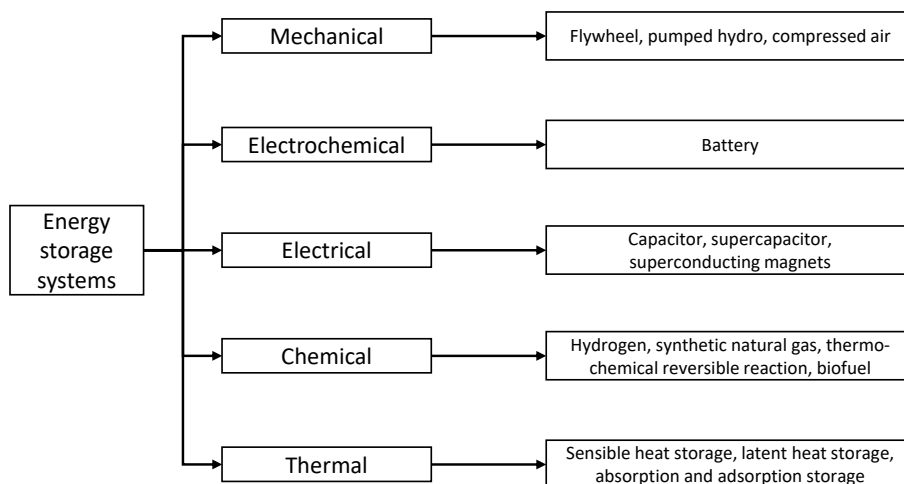 Energy
storage
systems
Mechanical
Flywheel, pumped hydro, compressed air
Electrochemical
Battery
Electrical
Capacitor, supercapacitor,
superconducting magnets
Chemical
Hydrogen, synthetic natural gas, thermo-
chemical reversible reaction, biofuel
Thermal
Sensible heat storage, latent heat storage,
absorption and adsorption storage